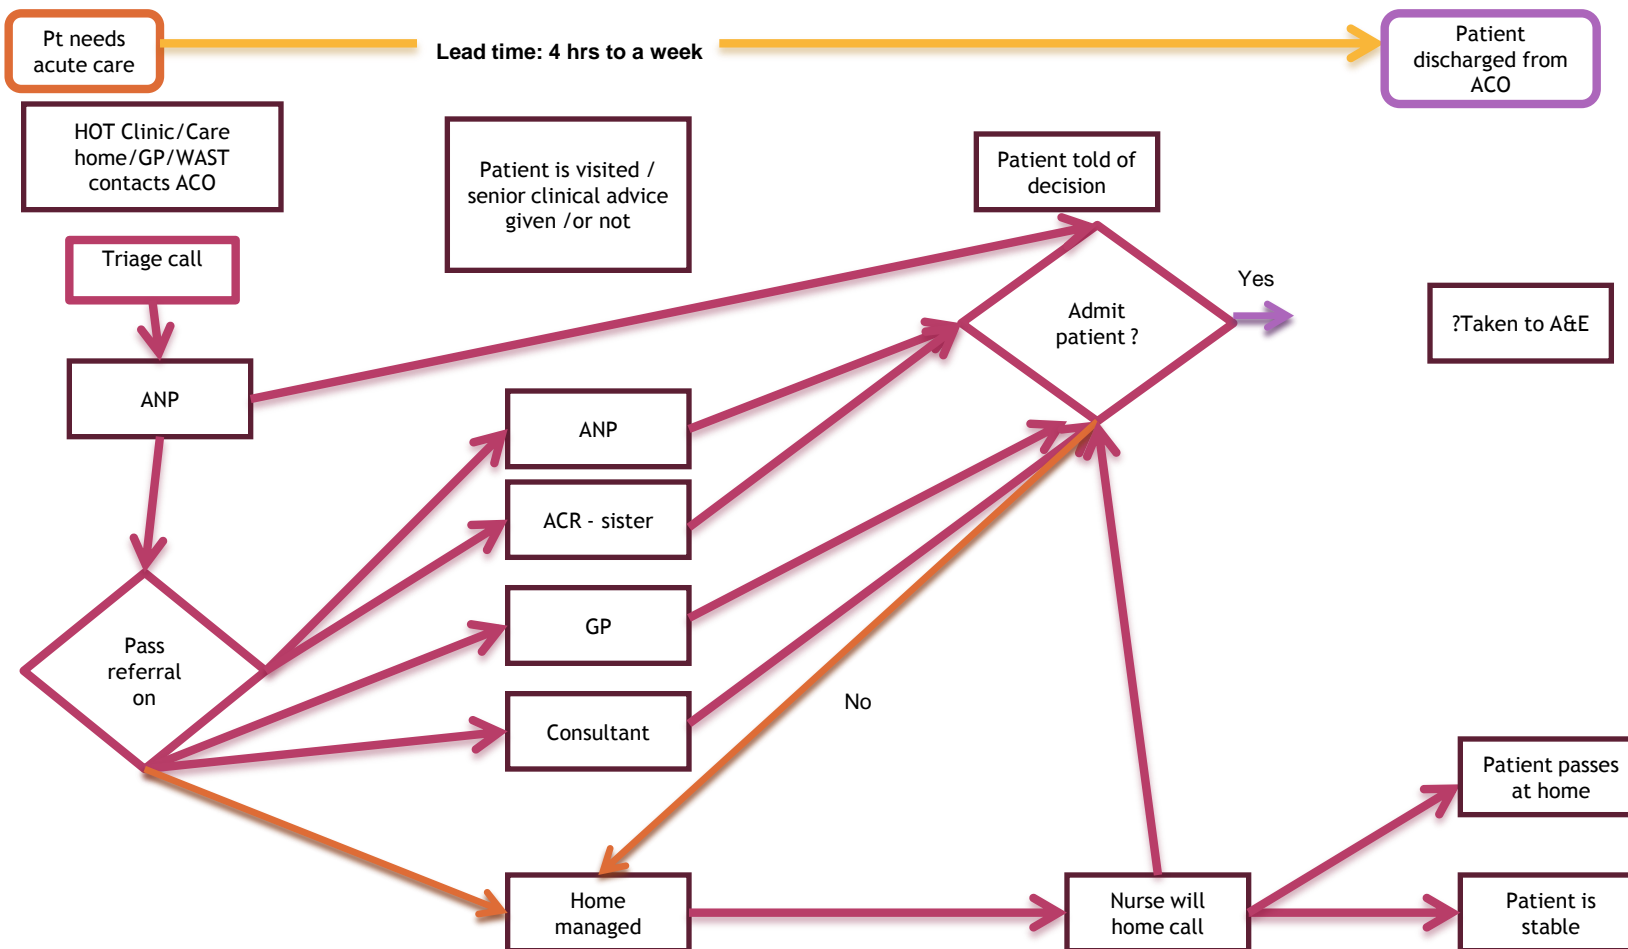 Pt needs
acute care
Lead time: 4 hrs to a week
Patient
discharged from
ACO
HOT Clinic/Care
home/GP/WAST
contacts ACO
Patient is visited /
senior clinical advice
given /or not
Patient told of
decision
Triage call
Yes
Admit
patient ?
?Taken to A&E
ANP
ANP
ACR - sister
GP
Pass
referral
on
No
Consultant
Patient passes
at home
Home
managed
Nurse will
home call
Patient is
stable